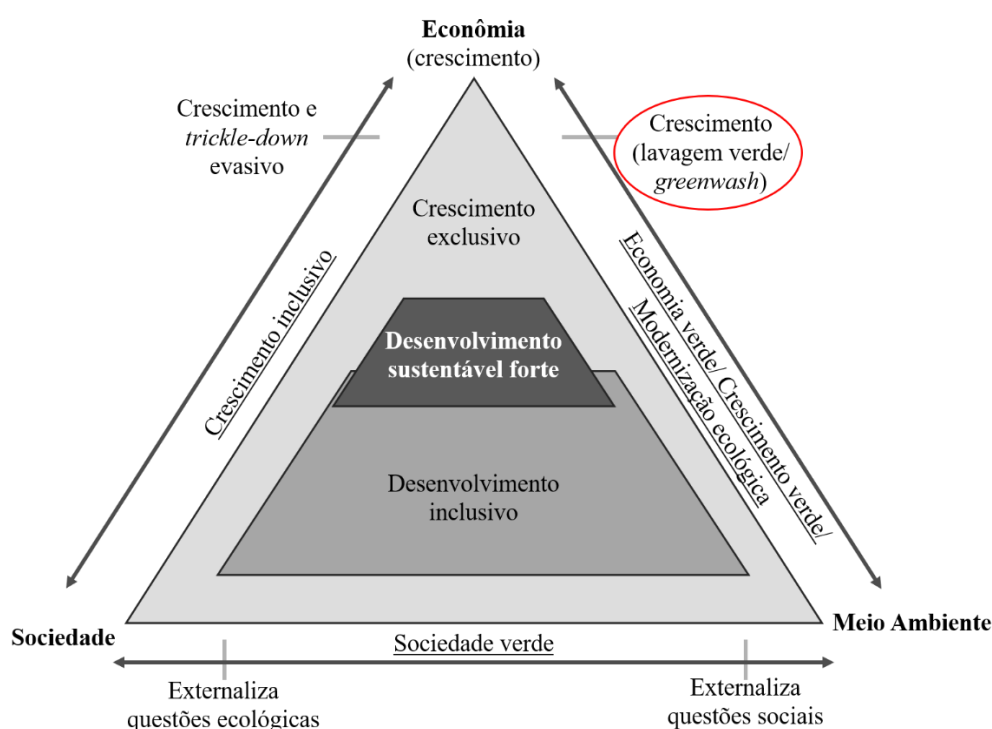 Econômia
(crescimento)
Crescimento e
trickle-down
evasivo
Crescimento
(lavagem verde/
greenwash)
Crescimento
exclusivo
Crescimento inclusivo
Economia verde/ Crescimento verde/
Modernização ecológica
Desenvolvimento
sustentável forte
Desenvolvimento
inclusivo
Sociedade
Meio Ambiente
Sociedade verde
Externaliza
questões ecológicas
Externaliza
questões sociais